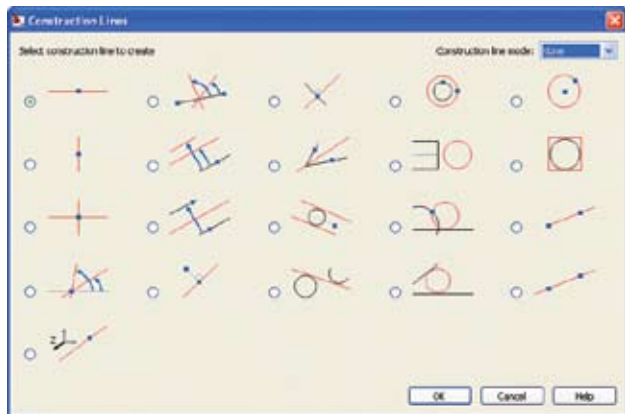 Construction Lines
Select construction line to create
Construction line mode:
Z
OK
Cancel
Help